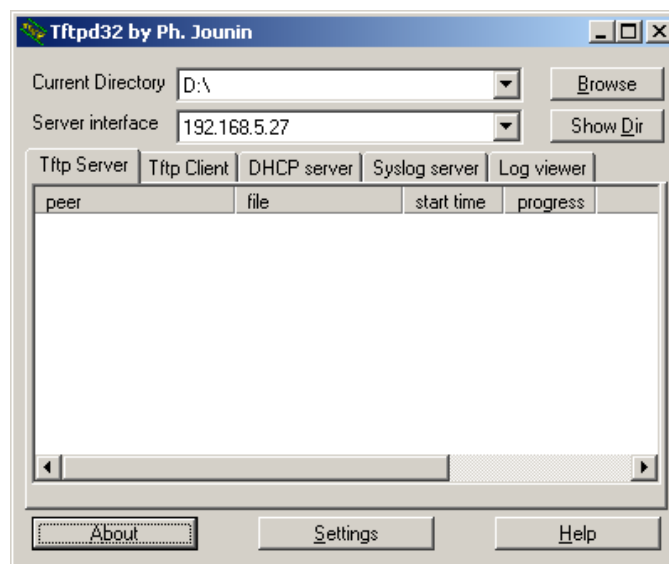 Tftpd32 by Ph. Jounin
Current Directory D:\ Browse
Server interface 192.168.5.27 Show Dir
Tftp Server Tftp Client DHCP server Syslog server Log viewer
peer file start time progress
About Settings Help